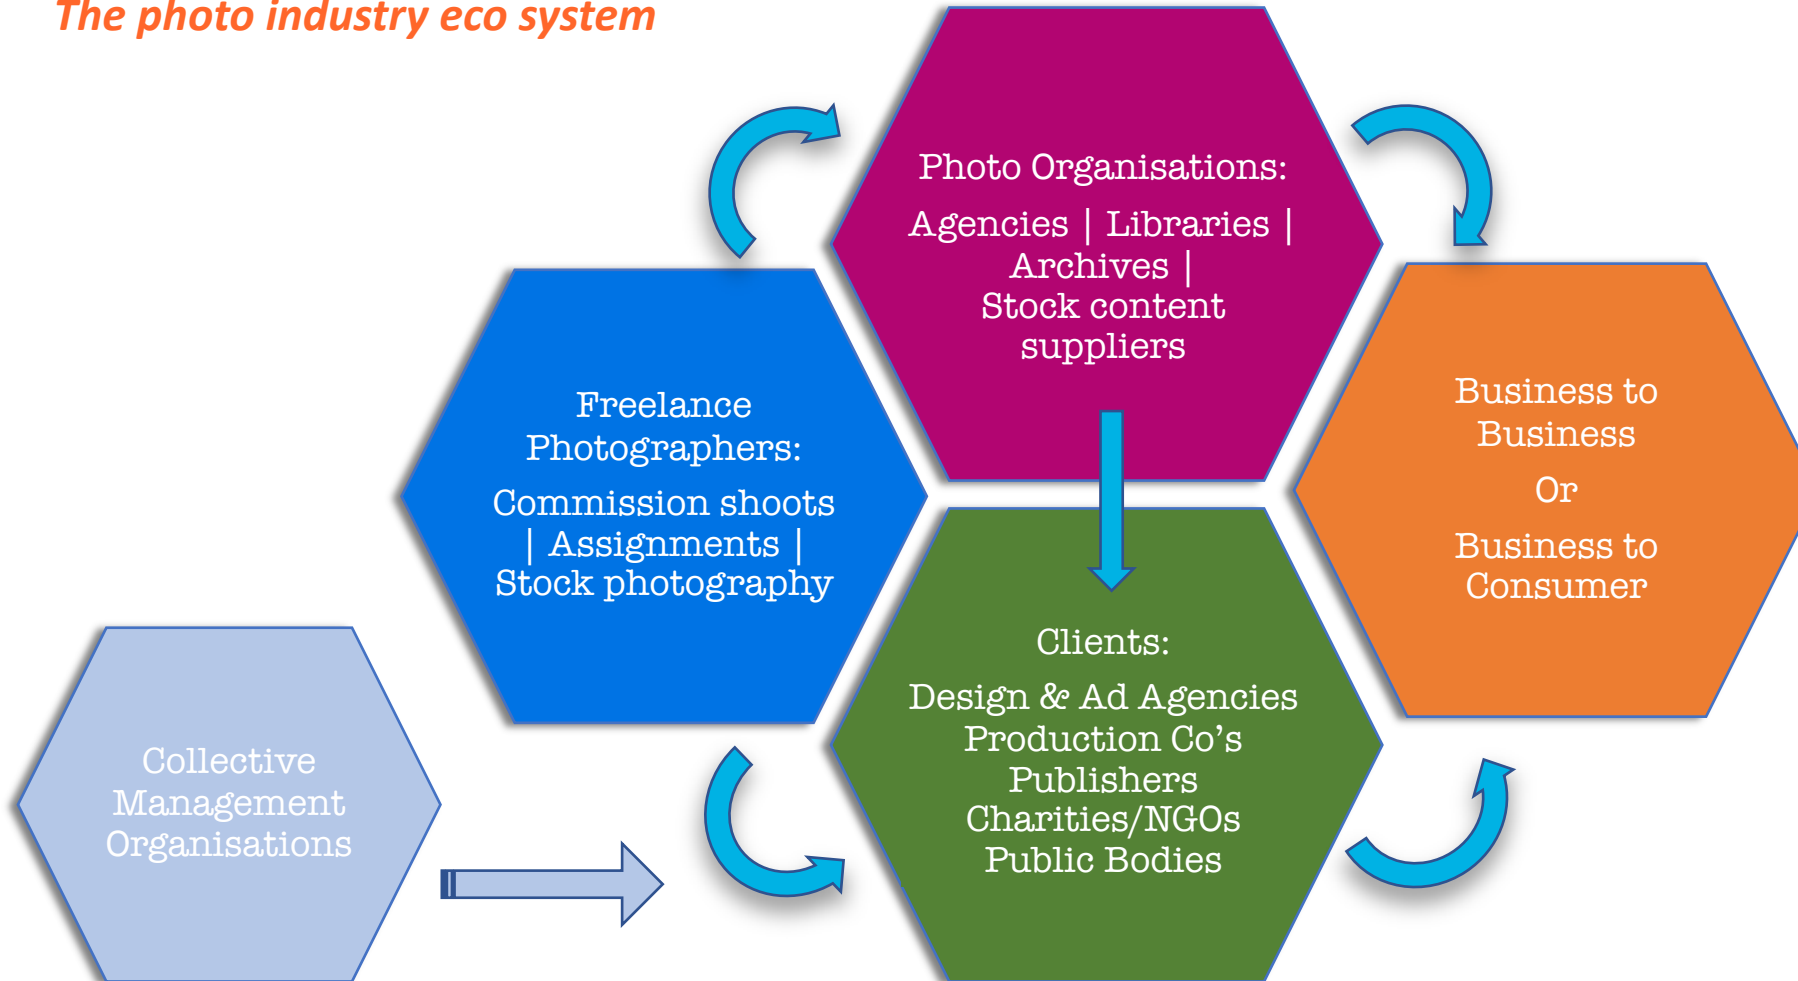 The photo industry eco system
Photo Organisations:
Agencies | Libraries |
Archives |
Stock content
suppliers
Freelance
Photographers:
Commission shoots
| Assignments |
Stock photography
Business to
Business
Or
Business to
Consumer
Clients:
Design & Ad Agencies
Production Co’s
Publishers
Charities/NGOs
Public Bodies
Collective
Management
Organisations